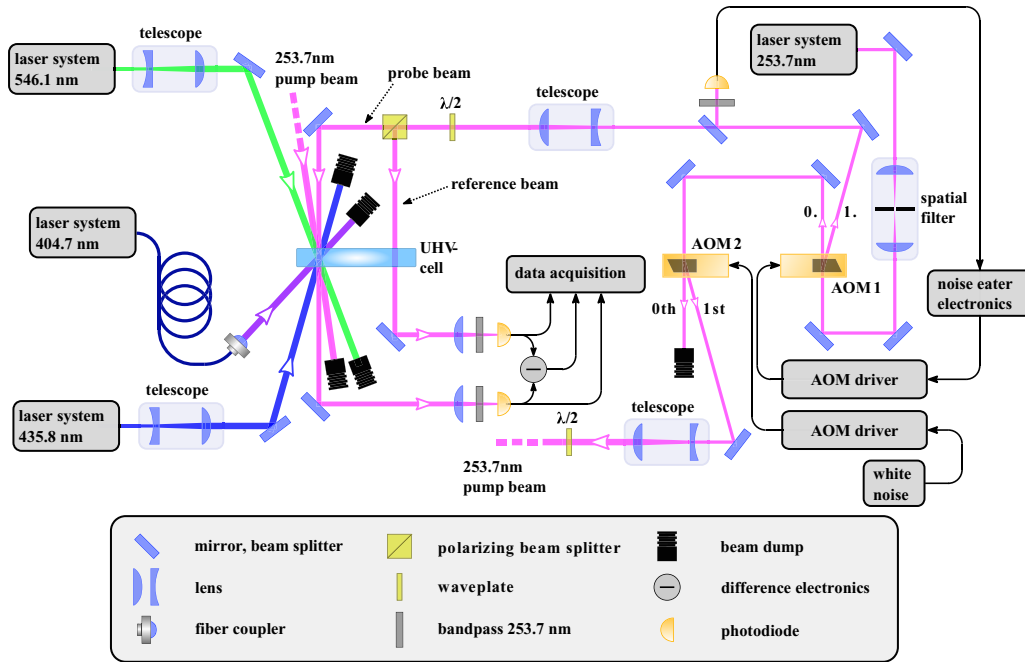 telescope
laser system
546.1 nm
253.7nm
pump beam
probe beam
λ/2
telescope
laser system
253.7nm
reference beam
laser system
404.7 nm
UHV-
cell
data acquisition
AOM 2
0.
1.
AOM 1
spatial
filter
noise eater
electronics
0th
1st
AOM driver
telescope
laser system
435.8 nm
λ/2
telescope
AOM driver
253.7nm
pump beam
white
noise
mirror, beam splitter
polarizing beam splitter
beam dump
lens
waveplate
difference electronics
fiber coupler
bandpass 253.7 nm
photodiode